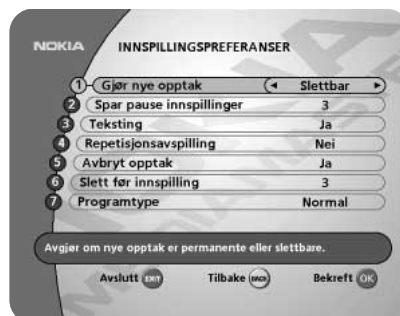 NOKIA INNSPILLINGSPREFERANSER
1 Gjør nye opptak Slettbar
2 Spar pause innspillinger 3
3 Teksting Ja
4 Repetisjonsavspilling Nei
5 Avbryt opptak Ja
6 Slett før innspilling 3
7 Programtype Normal
Avgjør om nye opptak er permanente eller slettbare.
Avslutt EXIT Tilbake BACK Bekreft OK